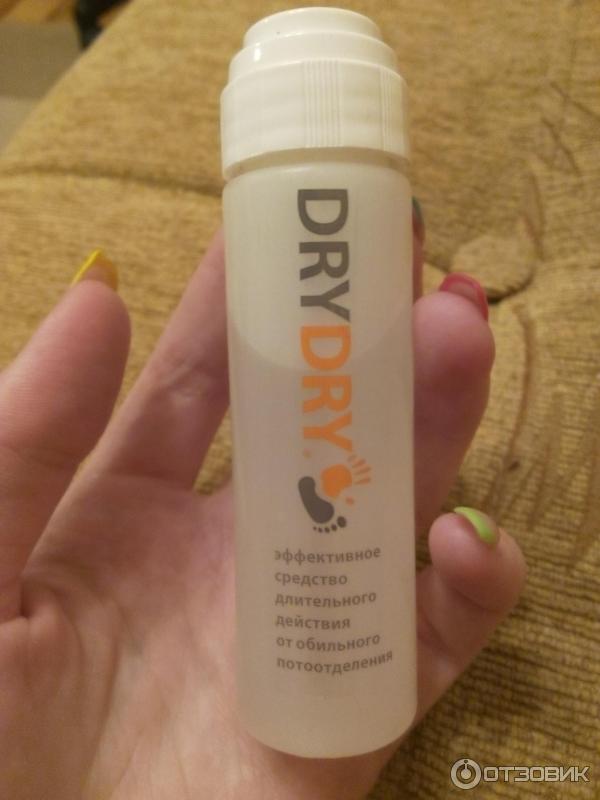 DRYDRY
эффективное
средство
длительного
действия
от обильного
потоотделения
ОТЗОВИК